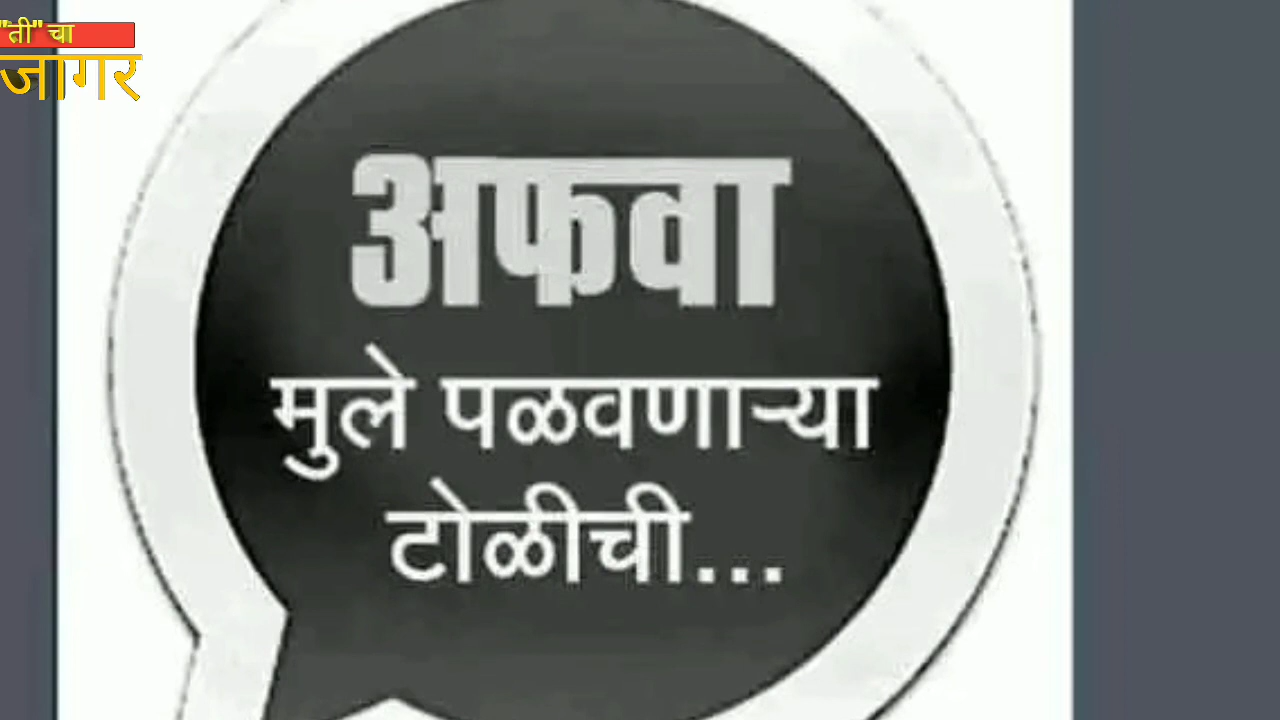 "ती" चा
जागर
अफवा
मुले पळवणाऱ्या
टोळीची...